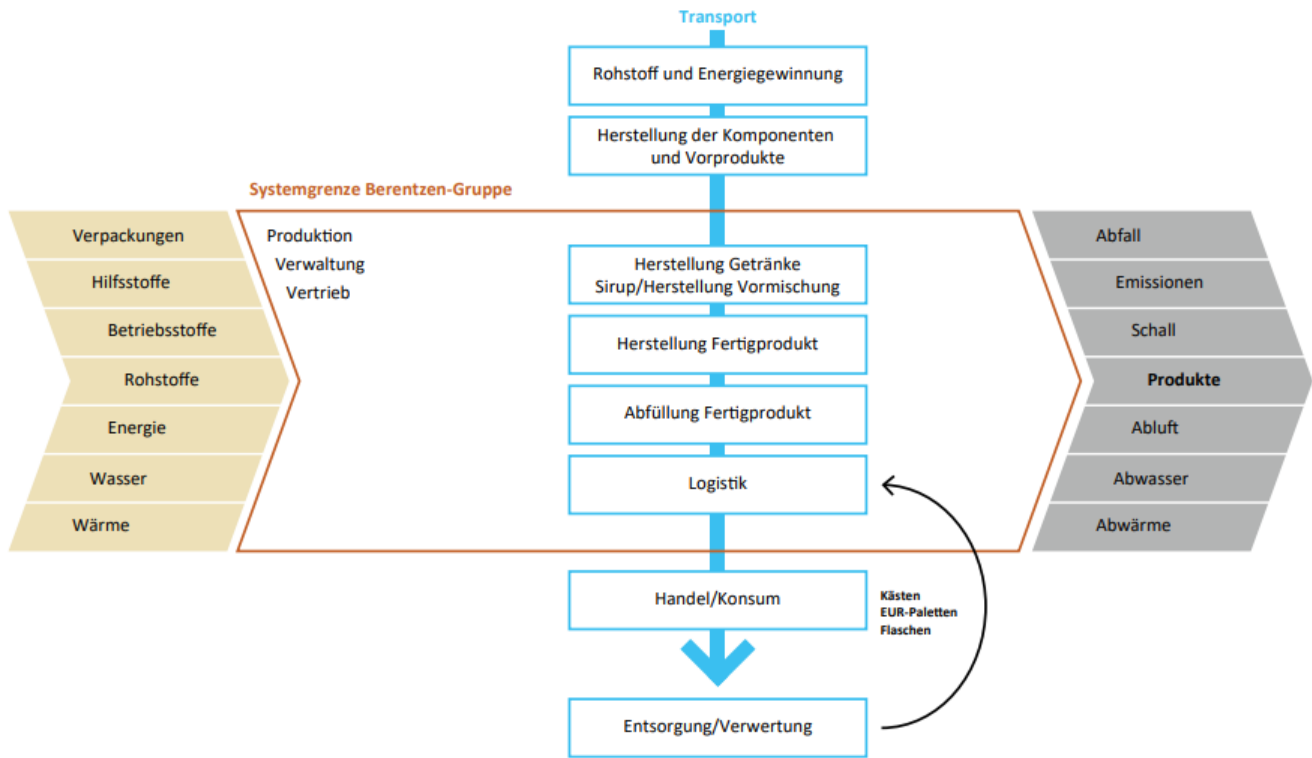 Transport
Rohstoff und Energiegewinnung
Herstellung der Komponenten
und Vorprodukte
Systemgrenze Berentzen-Gruppe
Verpackungen
Hilfsstoffe
Betriebsstoffe
Rohstoffe
Energie
Wasser
Wärme
Produktion
Verwaltung
Vertrieb
Herstellung Getränke
Sirup/Herstellung Vormischung
Herstellung Fertigprodukt
Abfüllung Fertigprodukt
Logistik
Abfall
Emissionen
Schall
Produkte
Abluft
Abwasser
Abwärme
Handel/Konsum
Kästen
EUR-Paletten
Flaschen
Entsorgung/Verwertung